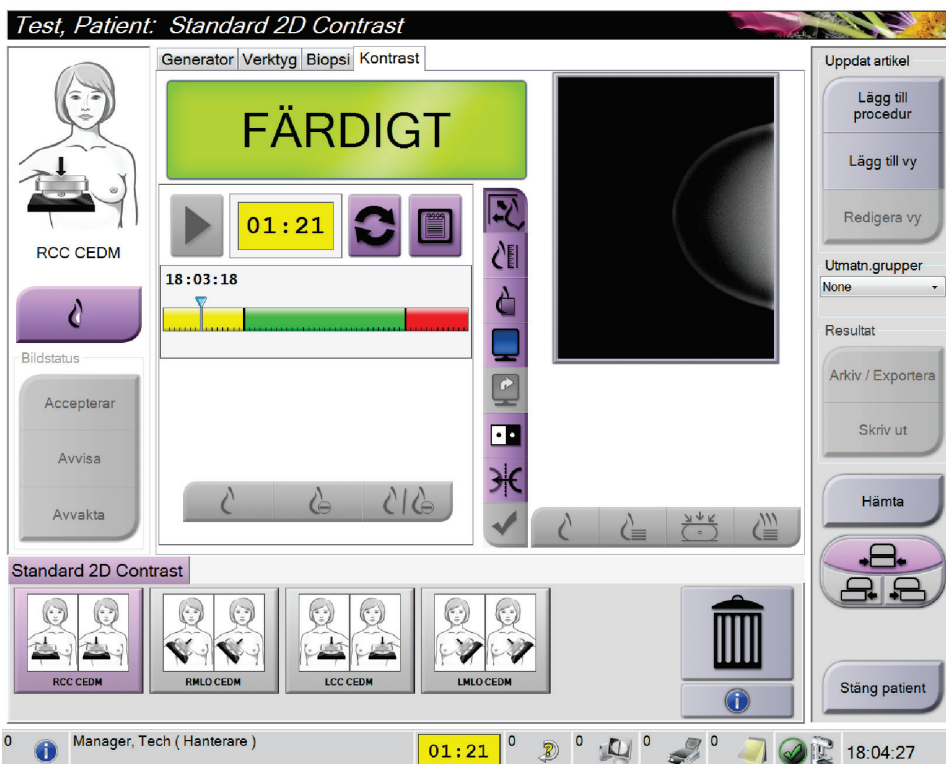 Test, Patient: Standard 2D Contrast
Generator Verktyg Biopsi Kontrast
FÄRDIGT
01:21
18:03:18
RCC CEDM
Bildstatus
Accepterar
Avvisa
Avvakta
Uppdat artikel
Lägg till
procedur
Lägg till vy
Redigera vy
Utmatn.grupper
None
Resultat
Arkiv / Exportera
Skriv ut
Hämta
Stäng patient
Standard 2D Contrast
RCC CEDM
RMLO CEDM
LCC CEDM
LMLO CEDM
0 Manager, Tech ( Hanterare ) 01:21 0 0 0 0 18:04:27